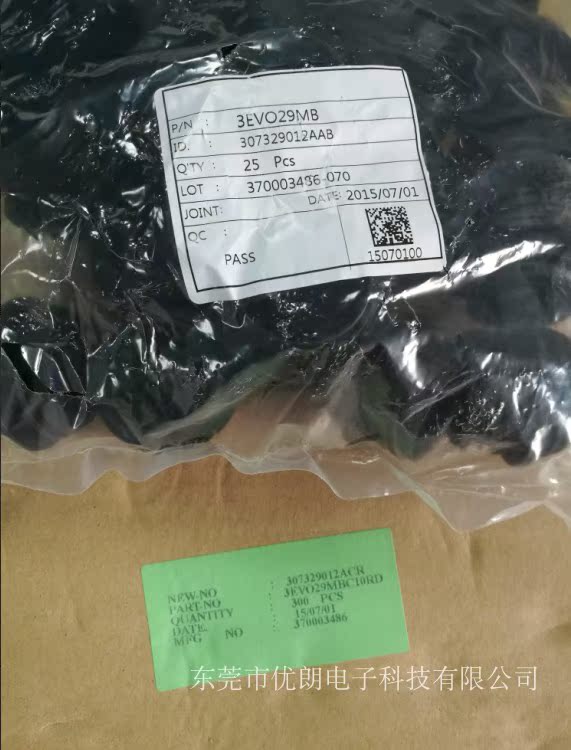 P/N : 3EVO29MB
ID. : 307329012AAB
Q'TY : 25 Pcs
LOT : 370003486-070
JOINT: DATE: 2015/07/01
QC :
PASS 15070100
NEW.NO : 307329012ACR
PART.NO : 3EVO29MBC10RD
QUANTITY : 300 PCS
DATE. : 15/07/01
MFG NO : 370003486
东莞市优朗电子科技有限公司